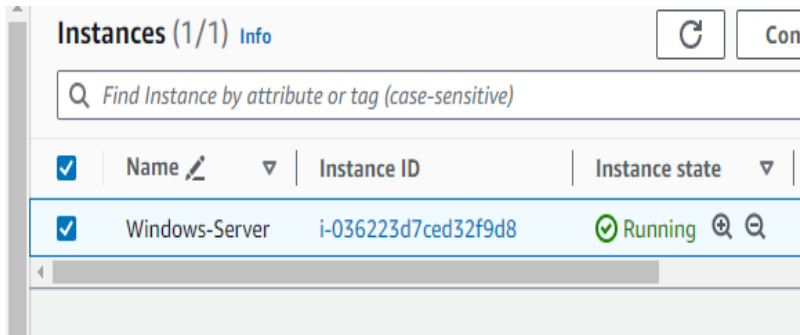 Instances (1/1) Info
Find Instance by attribute or tag (case-sensitive)
Name Instance ID Instance state
Windows-Server i-036223d7ced32f9d8 Running